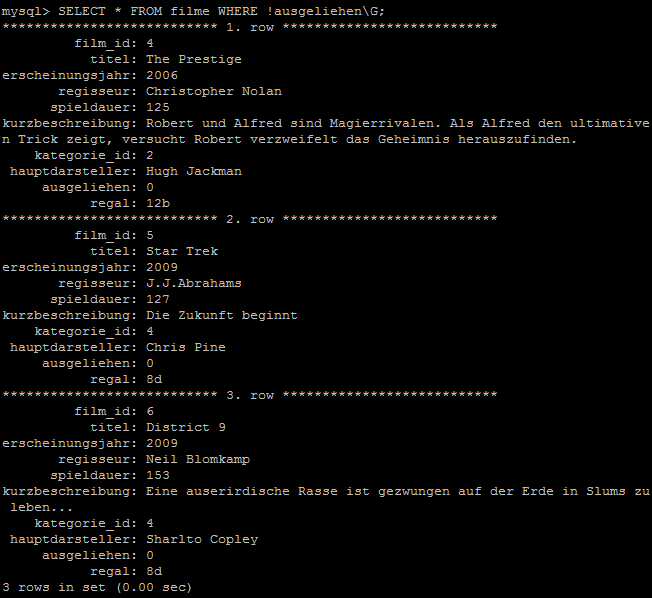 mysql> SELECT * FROM filme WHERE !ausgeliehen\G;
*************************** 1. row ***************************
film_id: 4
titel: The Prestige
erscheinungsjahr: 2006
regisseur: Christopher Nolan
spieldauer: 125
kurzbeschreibung: Robert und Alfred sind Magierrivalen. Als Alfred den ultimative
n Trick zeigt, versucht Robert verzweifelt das Geheimnis herauszufinden.
kategorie_id: 2
hauptdarsteller: Hugh Jackman
ausgeliehen: 0
regal: 12b
*************************** 2. row ***************************
film_id: 5
titel: Star Trek
erscheinungsjahr: 2009
regisseur: J.J.Abrahams
spieldauer: 127
kurzbeschreibung: Die Zukunft beginnt
kategorie_id: 4
hauptdarsteller: Chris Pine
ausgeliehen: 0
regal: 8d
*************************** 3. row ***************************
film_id: 6
titel: District 9
erscheinungsjahr: 2009
regisseur: Neil Blomkamp
spieldauer: 153
kurzbeschreibung: Eine auserirdische Rasse ist gezwungen auf der Erde in Slums zu
leben...
kategorie_id: 4
hauptdarsteller: Sharlto Copley
ausgeliehen: 0
regal: 8d
3 rows in set (0.00 sec)